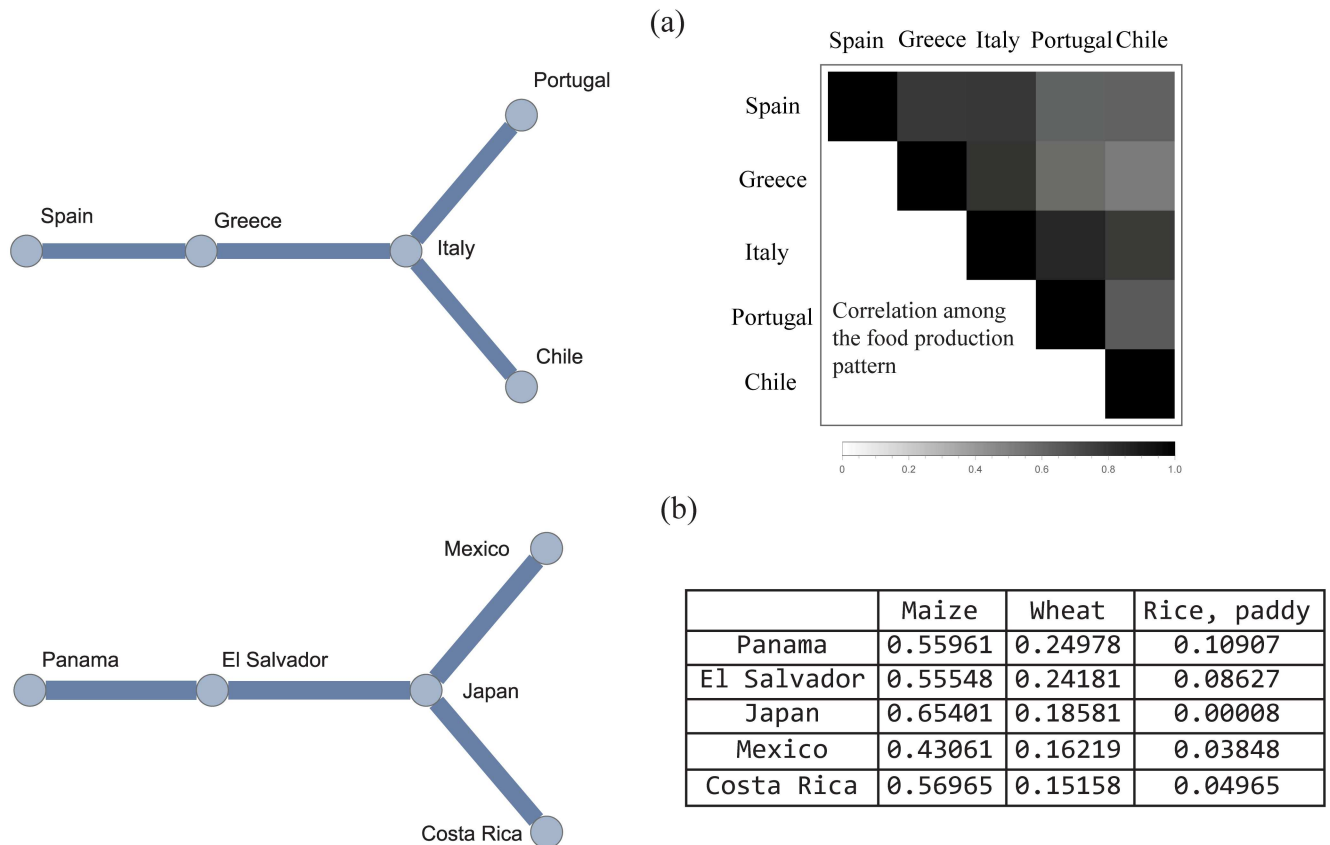 (a)
Portugal
Spain
Greece
Italy
Chile
Spain Greece Italy Portugal Chile
Spain
Greece
Italy
Portugal
Chile
Correlation among
the food production
pattern
0 0.2 0.4 0.6 0.8 1.0
(b)
Mexico
Panama
El Salvador
Japan
Costa Rica
Maize Wheat Rice, paddy
Panama 0.55961 0.24978 0.10907
El Salvador 0.55548 0.24181 0.08627
Japan 0.65401 0.18581 0.00008
Mexico 0.43061 0.16219 0.03848
Costa Rica 0.56965 0.15158 0.04965